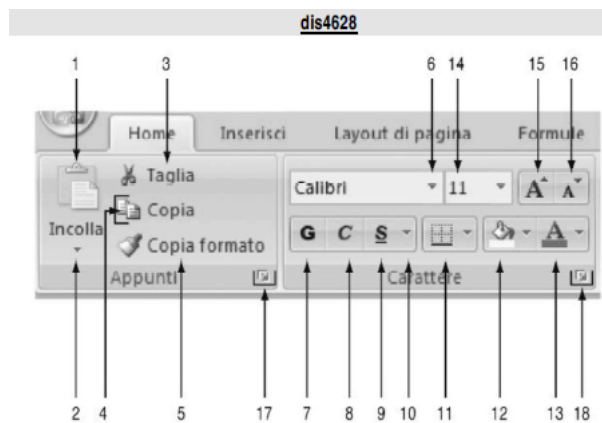 dis4628
1 3 6 14 15 16
Home Inserisci Layout di pagina Formule
Taglia
Calibri 11 A A
Copia
Incolla
G C S A
Copia formato
Appunti Carattere
2 4 5 17 7 8 9 10 11 12 13 18